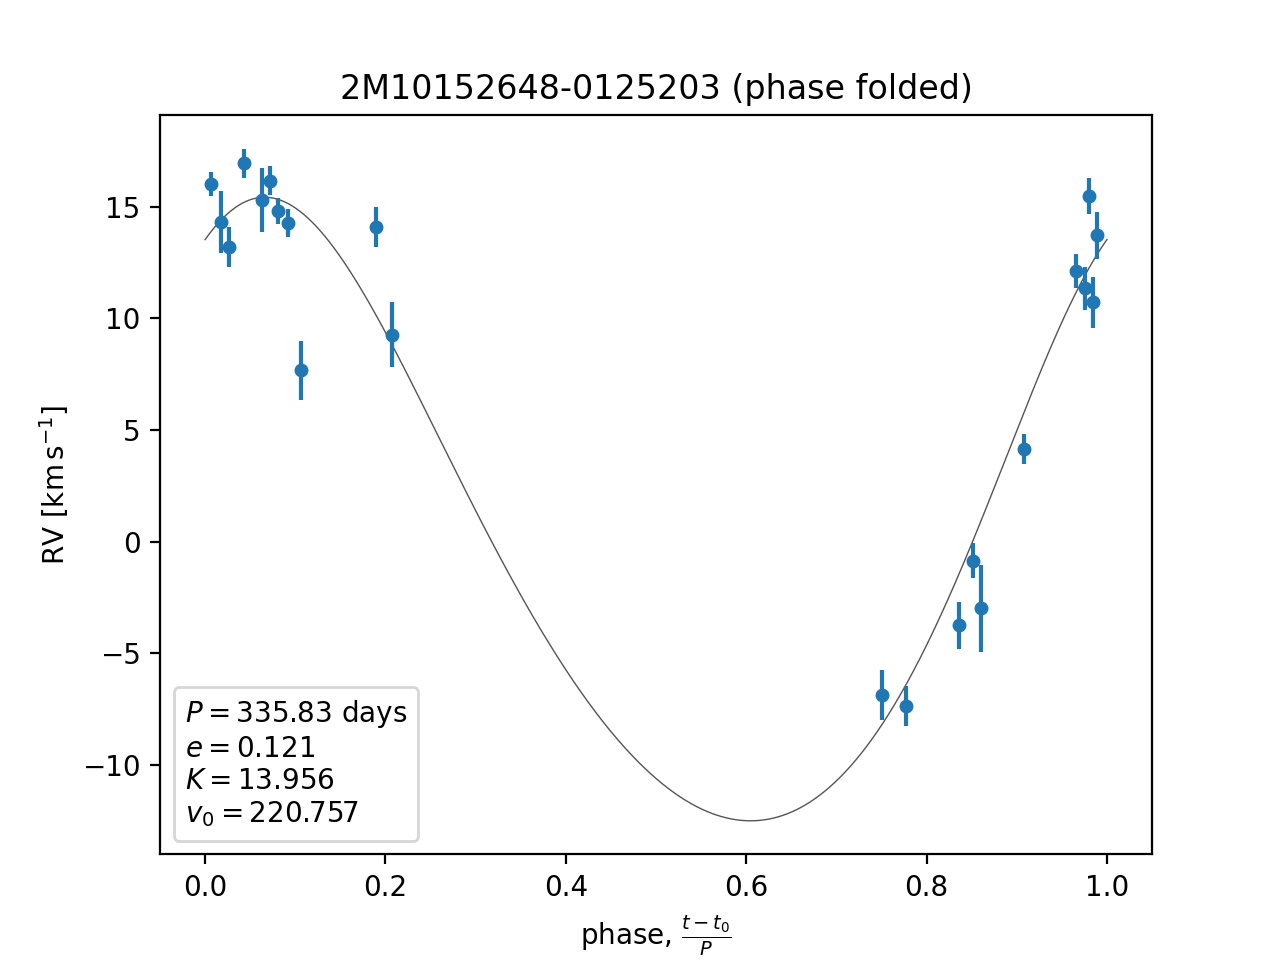 2M10152648-0125203 (phase folded)
RV [km s⁻¹]
15
10
5
0
−5
−10
P = 335.83 days
e = 0.121
K = 13.956
v₀ = 220.757
0.0 0.2 0.4 0.6 0.8 1.0
phase, (t − t₀)/P